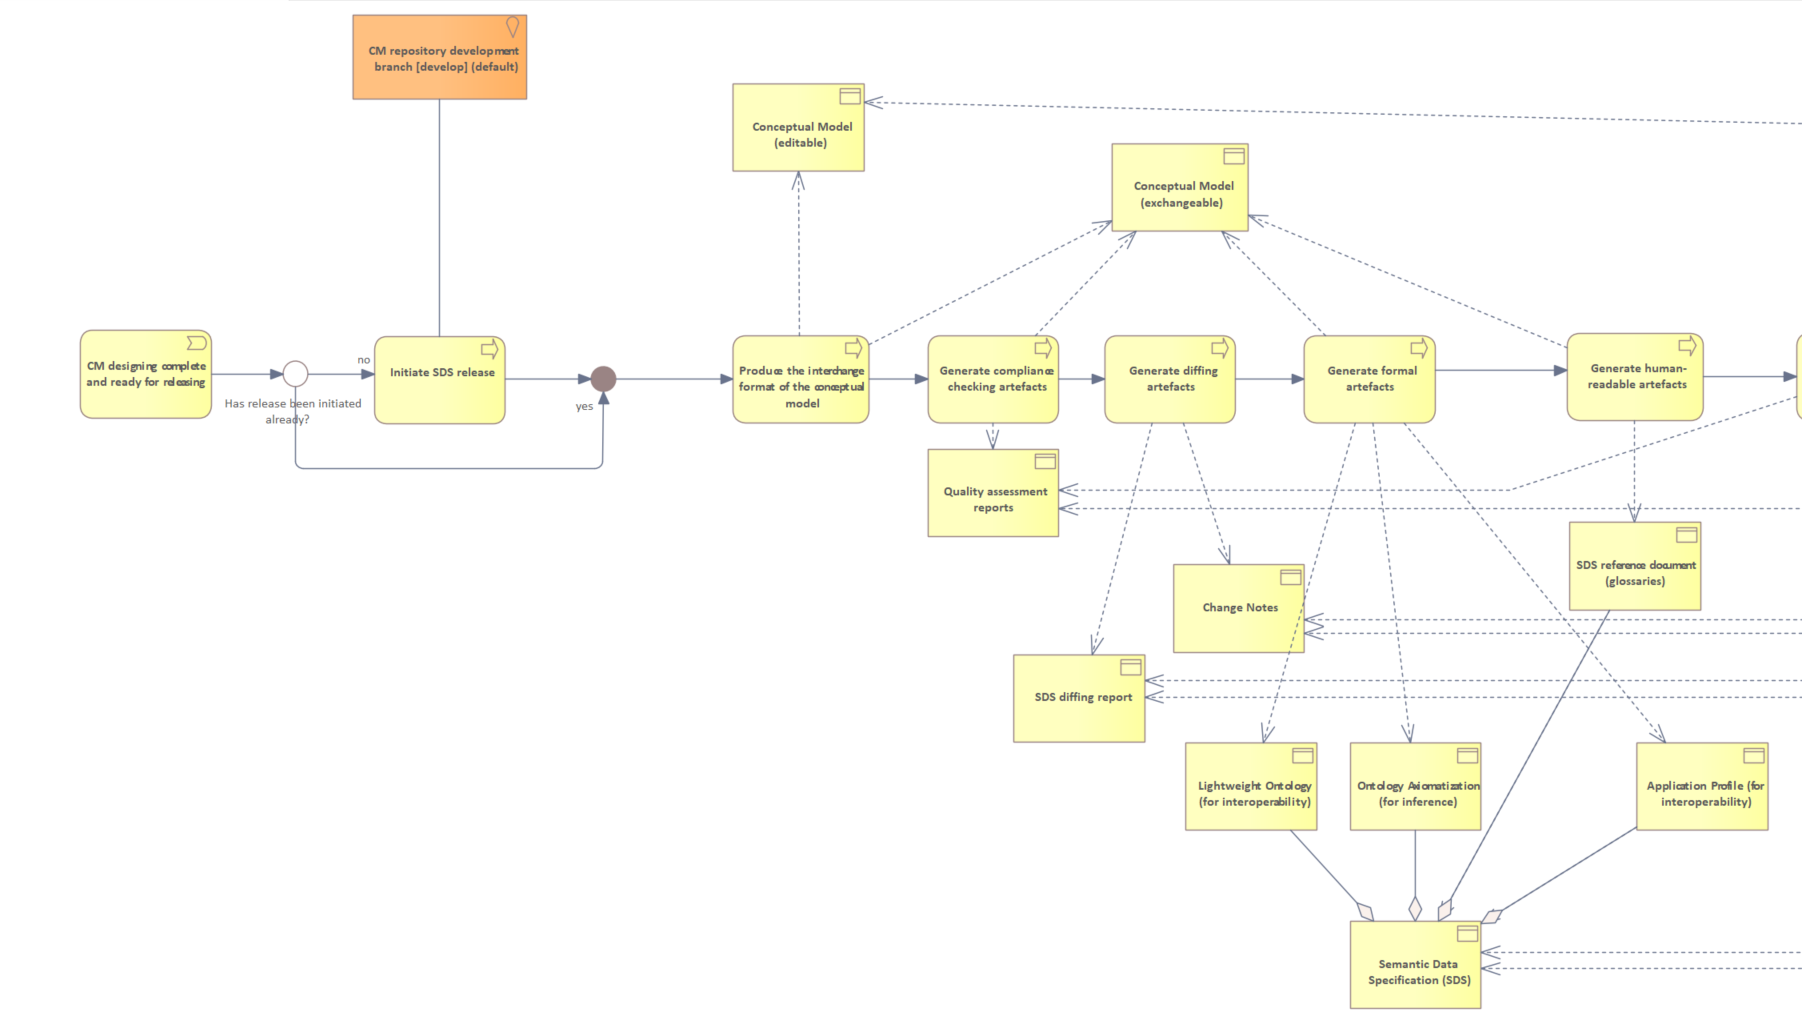 CM repository development
branch [develop] (default)
Conceptual Model
(editable)
Conceptual Model
(exchangeable)
CM designing complete
and ready for releasing
Has release been initiated
already?
no
Initiate SDS release
yes
Produce the interchange
format of the conceptual
model
Generate compliance
checking artefacts
Generate diffing
artefacts
Generate formal
artefacts
Generate human-
readable artefacts
Quality assessment
reports
SDS reference document
(glossaries)
Change Notes
SDS diffing report
Lightweight Ontology
(for interoperability)
Ontology Axiomatization
(for inference)
Application Profile (for
interoperability)
Semantic Data
Specification (SDS)